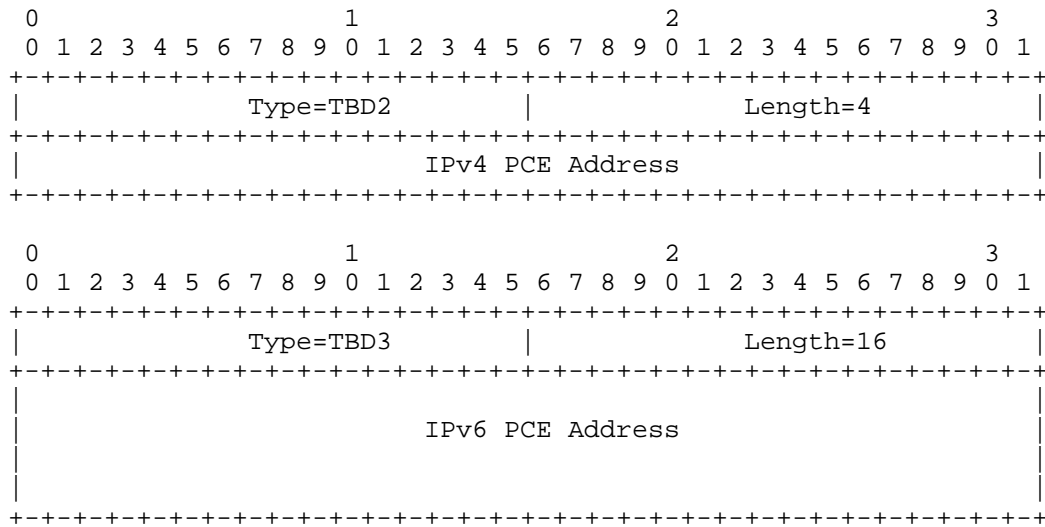 0                   1                   2                   3
 0 1 2 3 4 5 6 7 8 9 0 1 2 3 4 5 6 7 8 9 0 1 2 3 4 5 6 7 8 9 0 1
+-+-+-+-+-+-+-+-+-+-+-+-+-+-+-+-+-+-+-+-+-+-+-+-+-+-+-+-+-+-+-+-+
|              Type=TBD2        |             Length=4          |
+-+-+-+-+-+-+-+-+-+-+-+-+-+-+-+-+-+-+-+-+-+-+-+-+-+-+-+-+-+-+-+-+
|                         IPv4 PCE Address                      |
+-+-+-+-+-+-+-+-+-+-+-+-+-+-+-+-+-+-+-+-+-+-+-+-+-+-+-+-+-+-+-+-+

 0                   1                   2                   3
 0 1 2 3 4 5 6 7 8 9 0 1 2 3 4 5 6 7 8 9 0 1 2 3 4 5 6 7 8 9 0 1
+-+-+-+-+-+-+-+-+-+-+-+-+-+-+-+-+-+-+-+-+-+-+-+-+-+-+-+-+-+-+-+-+
|              Type=TBD3        |             Length=16         |
+-+-+-+-+-+-+-+-+-+-+-+-+-+-+-+-+-+-+-+-+-+-+-+-+-+-+-+-+-+-+-+-+
|                                                               |
|                         IPv6 PCE Address                      |
|                                                               |
|                                                               |
+-+-+-+-+-+-+-+-+-+-+-+-+-+-+-+-+-+-+-+-+-+-+-+-+-+-+-+-+-+-+-+-+